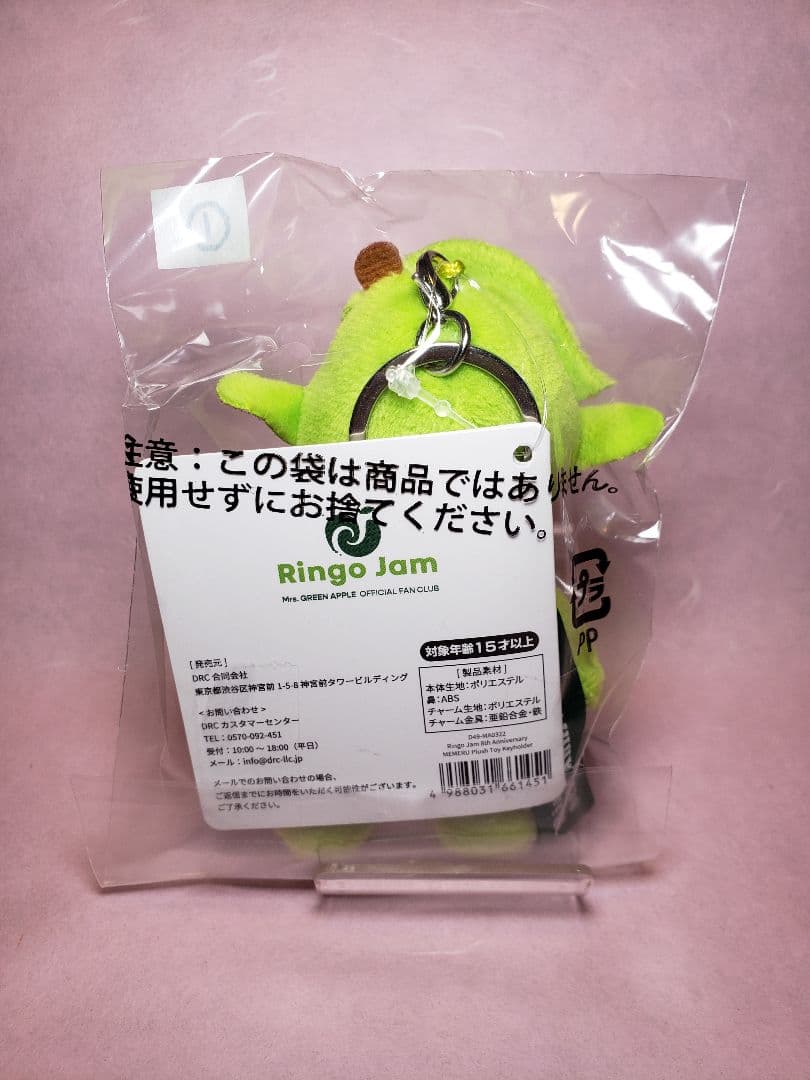 ①
注意：この袋は商品ではありません。
使用せずにお捨てください。
Ringo Jam
Mrs. GREEN APPLE OFFICIAL FAN CLUB
プラ
PP
対象年齢15才以上
[発売元]
DRC 合同会社
東京都渋谷区神宮前 1-5-8 神宮前タワービルディング
<お問い合わせ>
DRC カスタマーセンター
TEL：0570-092-451
受付：10:00 ～ 18:00（平日）
メール：info@drc-llc.jp
メールでのお問い合わせの場合、
ご返信までにお時間をいただく可能性がございます。
ご了承ください。
[製品素材]
本体生地：ポリエステル
鼻：ABS
チャーム生地：ポリエステル
チャーム金具：亜鉛合金・鉄
D49-MA0322
Ringo Jam 8th Anniversary
MEMERU Plush Toy Keyholder
4 988031 661451